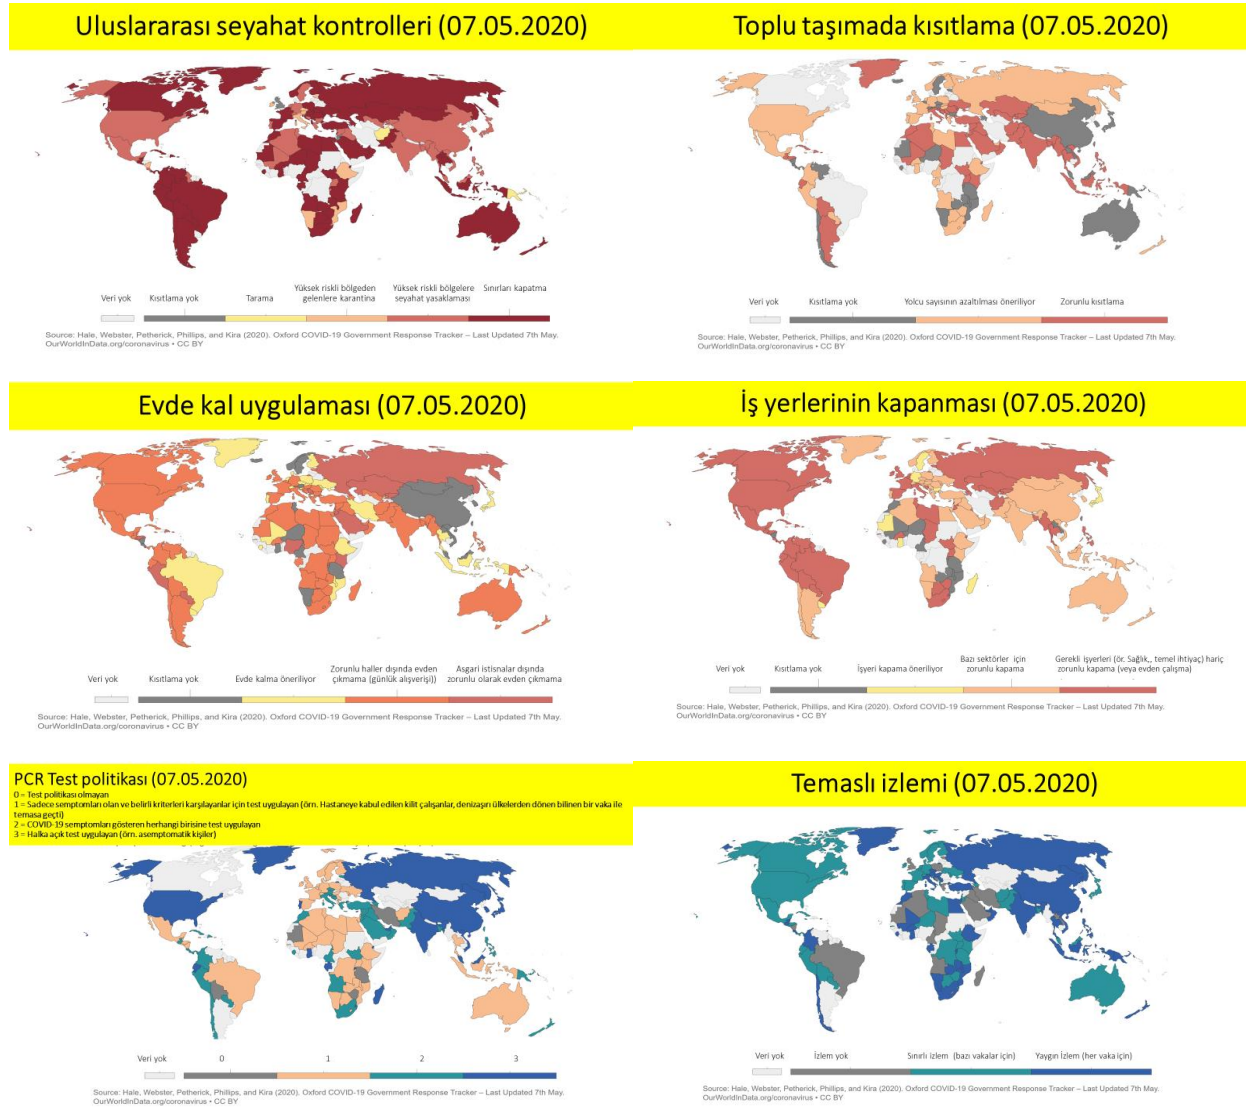 Uluslararası seyahat kontrolleri (07.05.2020)
Veri yok
Kısıtlama yok
Tarama
Yüksek riskli bölgeden
gelenlere karantina
Yüksek riskli bölgelere
seyahat yasaklaması
Sınırları kapatma
Source: Hale, Webster, Petherick, Phillips, and Kira (2020). Oxford COVID-19 Government Response Tracker – Last Updated 7th May.
OurWorldInData.org/coronavirus • CC BY
Toplu taşımada kısıtlama (07.05.2020)
Veri yok
Kısıtlama yok
Yolcu sayısının azaltılması öneriliyor
Zorunlu kısıtlama
Source: Hale, Webster, Petherick, Phillips, and Kira (2020). Oxford COVID-19 Government Response Tracker – Last Updated 7th May.
OurWorldInData.org/coronavirus • CC BY
Evde kal uygulaması (07.05.2020)
Veri yok
Kısıtlama yok
Evde kalma öneriliyor
Zorunlu haller dışında evden
çıkmama (günlük alışverişi))
Asgari istisnalar dışında
zorunlu olarak evden çıkmama
Source: Hale, Webster, Petherick, Phillips, and Kira (2020). Oxford COVID-19 Government Response Tracker – Last Updated 7th May.
OurWorldInData.org/coronavirus • CC BY
İş yerlerinin kapanması (07.05.2020)
Veri yok
Kısıtlama yok
İşyeri kapama öneriliyor
Bazı sektörler için
zorunlu kapama
Gerekli işyerleri (ör. Sağlık,, temel ihtiyaç) hariç
zorunlu kapama (veya evden çalışma)
Source: Hale, Webster, Petherick, Phillips, and Kira (2020). Oxford COVID-19 Government Response Tracker – Last Updated 7th May.
OurWorldInData.org/coronavirus • CC BY
PCR Test politikası (07.05.2020)
0 = Test politikası olmayan
1 = Sadece semptomları olan ve belirli kriterleri karşılayanlar için test uygulayan (örn. Hastaneye kabul edilen kilit çalışanlar, denizaşırı ülkelerden dönen bilinen bir vaka ile
temasa geçti)
2 = COVID-19 semptomları gösteren herhangi birisine test uygulayan
3 = Halka açık test uygulayan (örn. asemptomatik kişiler)
Veri yok
0
1
2
3
Source: Hale, Webster, Petherick, Phillips, and Kira (2020). Oxford COVID-19 Government Response Tracker – Last Updated 7th May.
OurWorldInData.org/coronavirus • CC BY
Temaslı izlemi (07.05.2020)
Veri yok
İzlem yok
Sınırlı izlem (bazı vakalar için)
Yaygın İzlem (her vaka için)
Source: Hale, Webster, Petherick, Phillips, and Kira (2020). Oxford COVID-19 Government Response Tracker – Last Updated 7th May.
OurWorldInData.org/coronavirus • CC BY